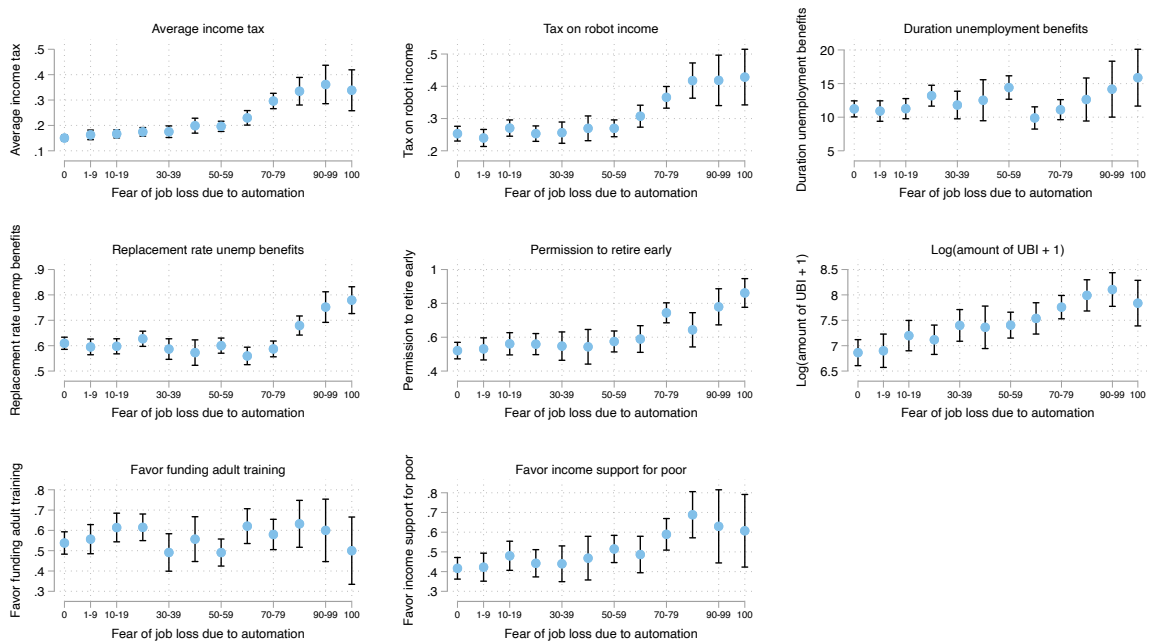 Average income tax
Average income tax
.5
.4
.3
.2
.1
0 1-9 10-19 30-39 50-59 70-79 90-99 100
Fear of job loss due to automation
Tax on robot income
Tax on robot income
.5
.4
.3
.2
0 1-9 10-19 30-39 50-59 70-79 90-99 100
Fear of job loss due to automation
Duration unemployment benefits
Duration unemployment benefits
20
15
10
5
0 1-9 10-19 30-39 50-59 70-79 90-99 100
Fear of job loss due to automation
Replacement rate unemp benefits
Replacement rate unemp benefits
.9
.8
.7
.6
.5
0 1-9 10-19 30-39 50-59 70-79 90-99 100
Fear of job loss due to automation
Permission to retire early
Permission to retire early
1
.8
.6
.4
0 1-9 10-19 30-39 50-59 70-79 90-99 100
Fear of job loss due to automation
Log(amount of UBI + 1)
Log(amount of UBI + 1)
8.5
8
7.5
7
6.5
0 1-9 10-19 30-39 50-59 70-79 90-99 100
Fear of job loss due to automation
Favor funding adult training
Favor funding adult training
.8
.7
.6
.5
.4
.3
0 1-9 10-19 30-39 50-59 70-79 90-99 100
Fear of job loss due to automation
Favor income support for poor
Favor income support for poor
.8
.7
.6
.5
.4
.3
0 1-9 10-19 30-39 50-59 70-79 90-99 100
Fear of job loss due to automation